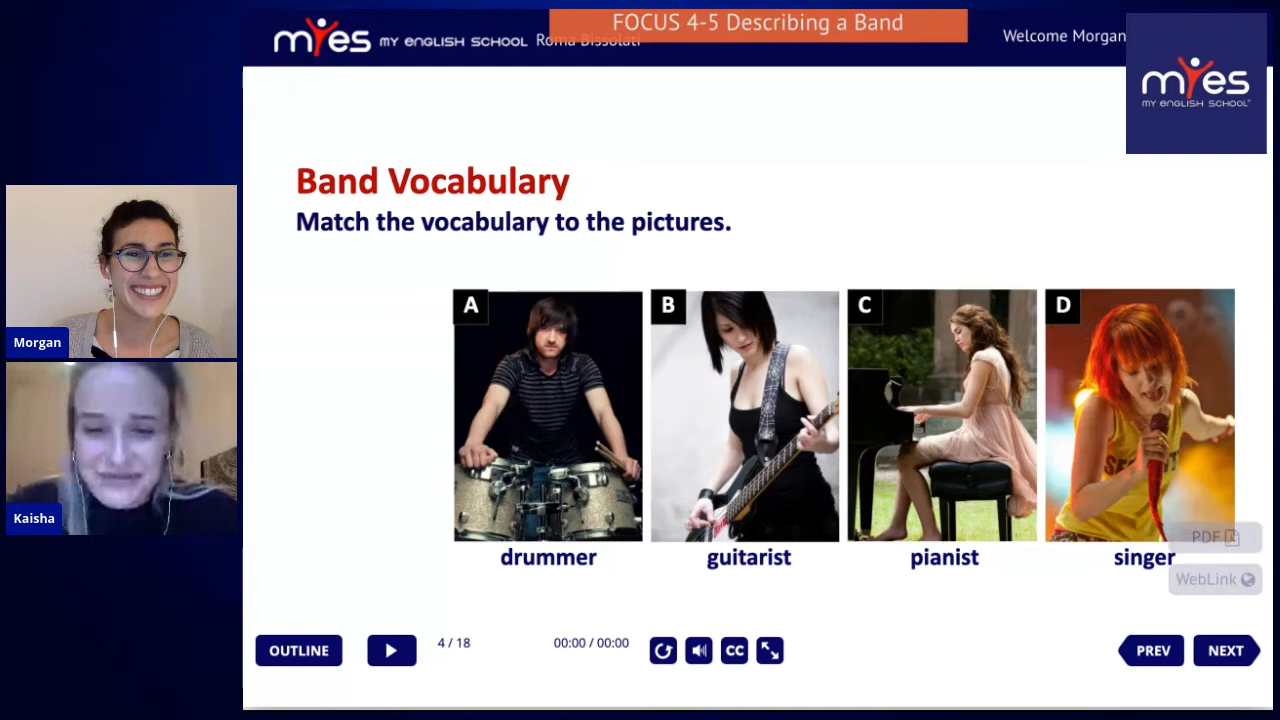 FOCUS 4-5 Describing a Band
myes MY ENGLISH SCHOOL Roma Bissolati
Welcome Morgan
myes
MY ENGLISH SCHOOL
Band Vocabulary
Match the vocabulary to the pictures.
A B C D
drummer guitarist pianist singer
Morgan
Kaisha
PDF
WebLink
OUTLINE 4 / 18 00:00 / 00:00 CC PREV NEXT